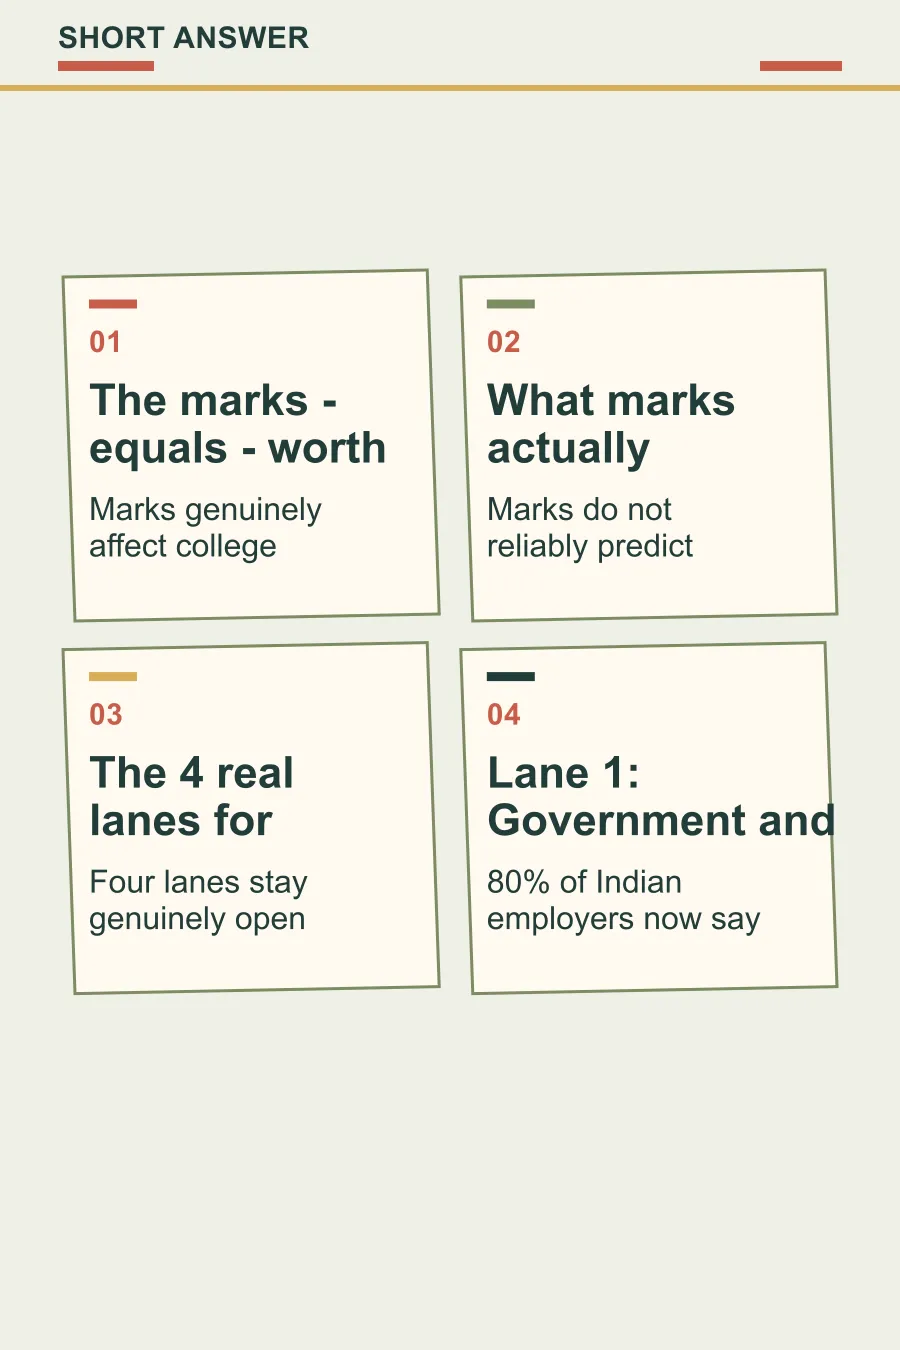 SHORT ANSWER
01
The marks -
equals - worth
Marks genuinely
affect college
02
What marks
actually
Marks do not
reliably predict
03
The 4 real
lanes for
Four lanes stay
genuinely open
04
Lane 1:
Government and
80% of Indian
employers now say